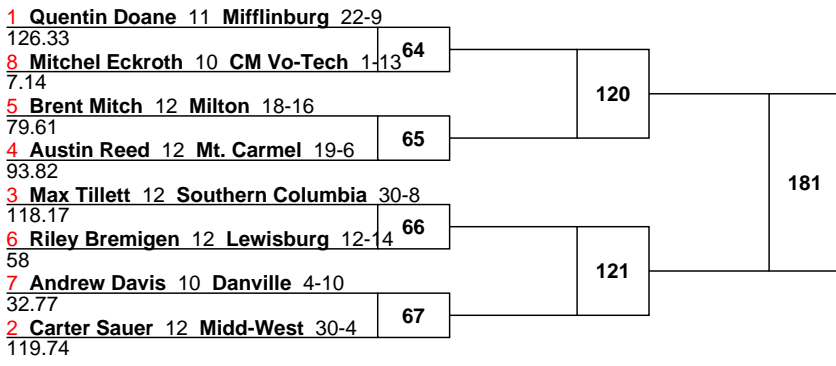 1 Quentin Doane 11 Mifflinburg 22-9
126.33
64
8 Mitchel Eckroth 10 CM Vo-Tech 1-13
7.14
120
5 Brent Mitch 12 Milton 18-16
79.61
65
4 Austin Reed 12 Mt. Carmel 19-6
93.82
181
3 Max Tillett 12 Southern Columbia 30-8
118.17
66
6 Riley Bremigen 12 Lewisburg 12-14
58
121
7 Andrew Davis 10 Danville 4-10
32.77
67
2 Carter Sauer 12 Midd-West 30-4
119.74